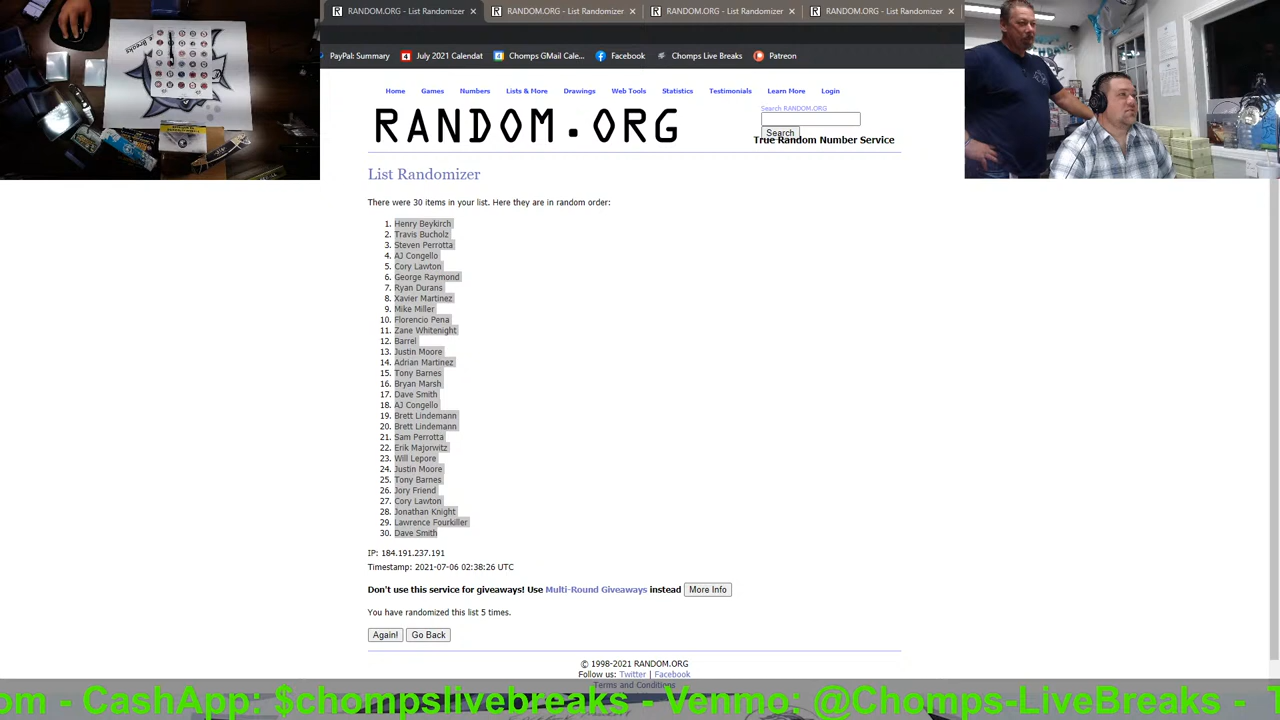 RANDOM.ORG - List Randomizer
RANDOM.ORG - List Randomizer
RANDOM.ORG - List Randomizer
RANDOM.ORG - List Randomizer
PayPal: Summary
July 2021 Calendat
Chomps GMail Cale...
Facebook
Chomps Live Breaks
Patreon
Home Games Numbers Lists & More Drawings Web Tools Statistics Testimonials Learn More Login
RANDOM.ORG
Search RANDOM.ORG
Search
True Random Number Service
List Randomizer
There were 30 items in your list. Here they are in random order:
1. Henry Beykirch
2. Travis Bucholz
3. Steven Perrotta
4. AJ Congello
5. Cory Lawton
6. George Raymond
7. Ryan Durans
8. Xavier Martinez
9. Mike Miller
10. Florencio Pena
11. Zane Whitenight
12. Barrel
13. Justin Moore
14. Adrian Martinez
15. Tony Barnes
16. Bryan Marsh
17. Dave Smith
18. AJ Congello
19. Brett Lindemann
20. Brett Lindemann
21. Sam Perrotta
22. Erik Majorwitz
23. Will Lepore
24. Justin Moore
25. Tony Barnes
26. Jory Friend
27. Cory Lawton
28. Jonathan Knight
29. Lawrence Fourkiller
30. Dave Smith
IP: 184.191.237.191
Timestamp: 2021-07-06 02:38:26 UTC
Don't use this service for giveaways! Use Multi-Round Giveaways instead More Info
You have randomized this list 5 times.
Again! Go Back
© 1998-2021 RANDOM.ORG
Follow us: Twitter | Facebook
Terms and Conditions
om - CashApp: $chompslivebreaks - Venmo: @Chomps-LiveBreaks -